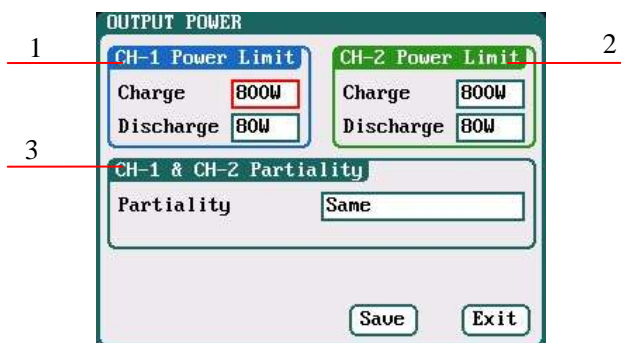 OUTPUT POWER
1
CH-1 Power Limit
CH-2 Power Limit
2
Charge 800W
Charge 800W
Discharge 80W
Discharge 80W
3
CH-1 & CH-2 Partiality
Partiality Same
Save Exit